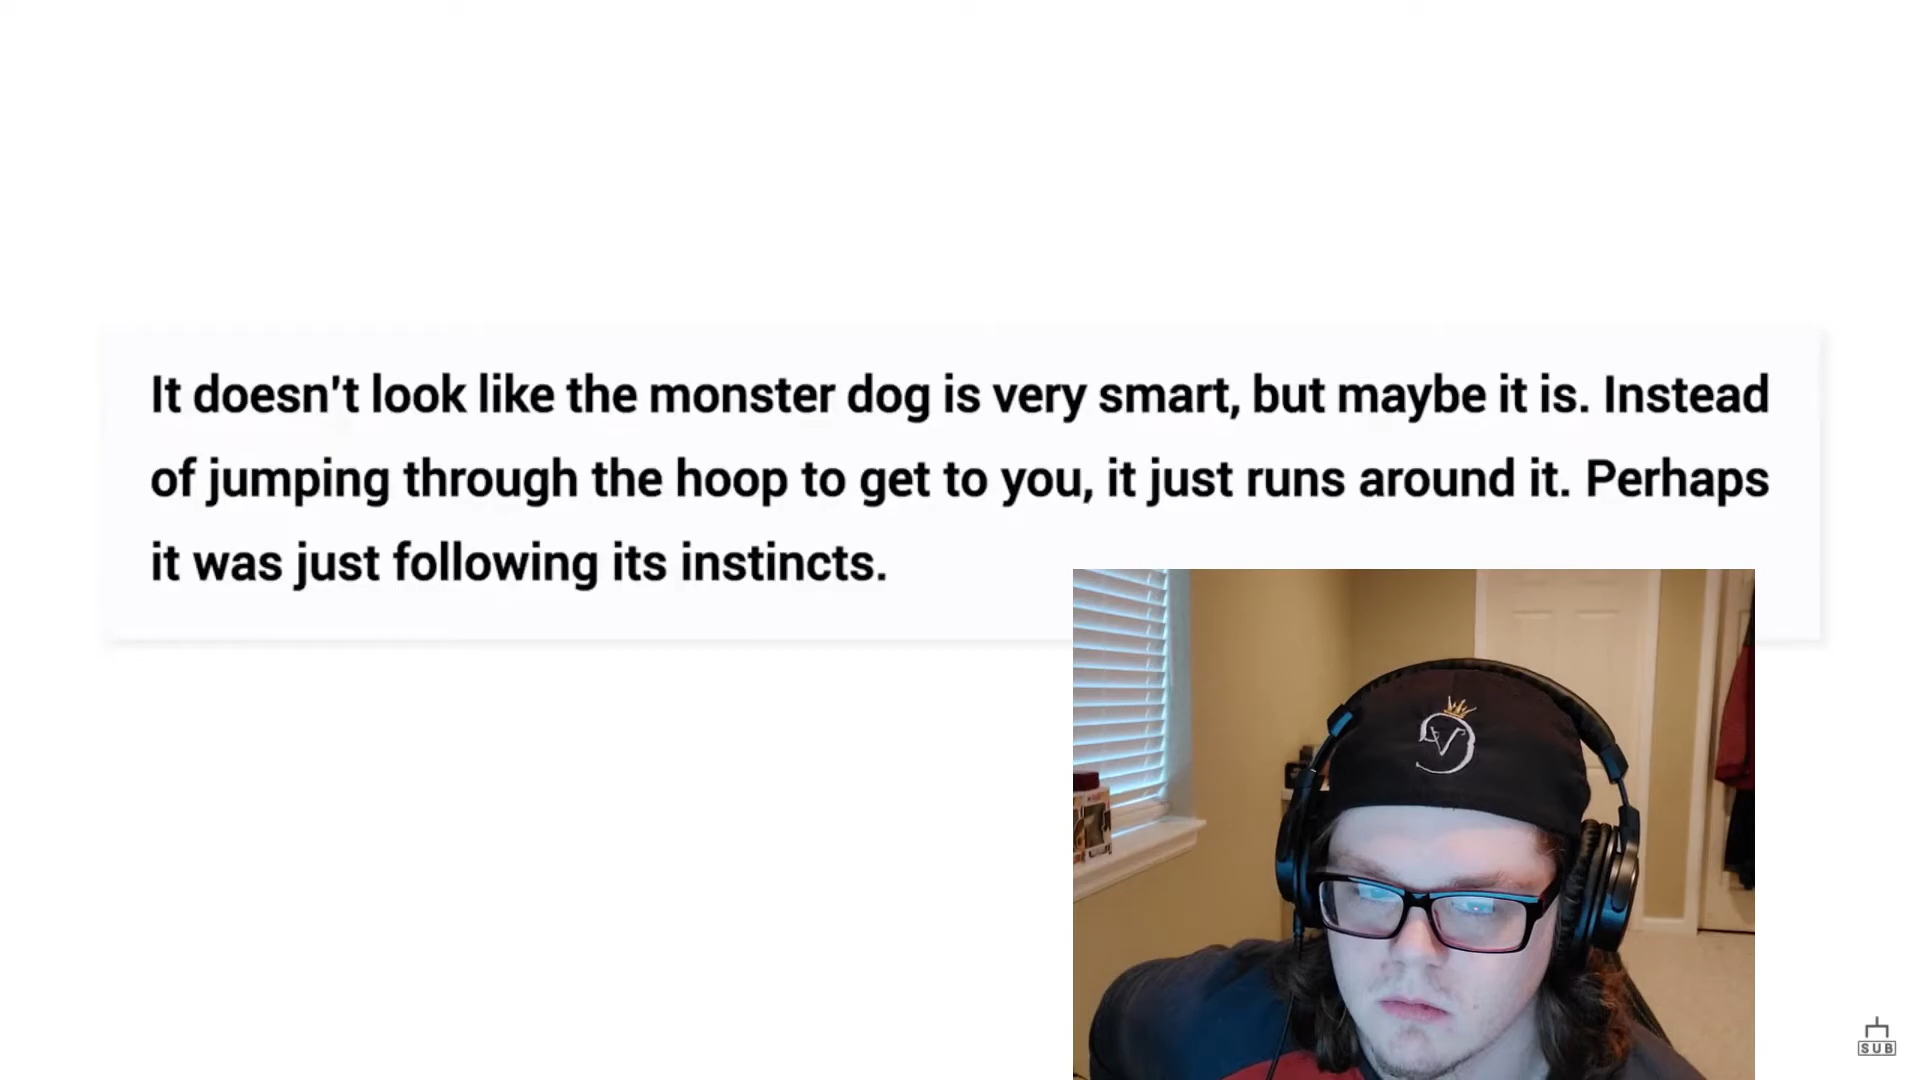 It doesn't look like the monster dog is very smart, but maybe it is. Instead
of jumping through the hoop to get to you, it just runs around it. Perhaps
it was just following its instincts.
SUB